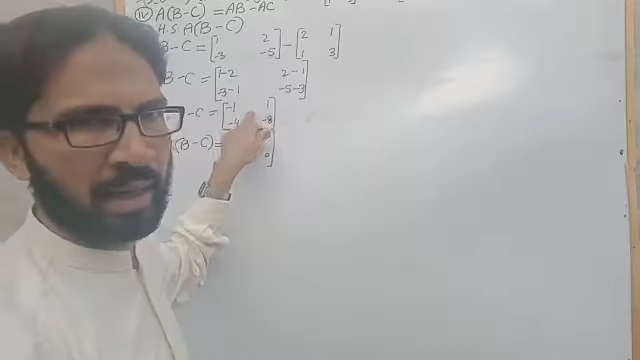 (iv) A(B-C) = AB-AC
H.S A(B-C)
B-C = [1 2 -3 -5] - [2 1 1 3]
B-C = [1-2 2-1 -3-1 -5-3]
-C = [-1 1 -4 -8]
(B-C)=